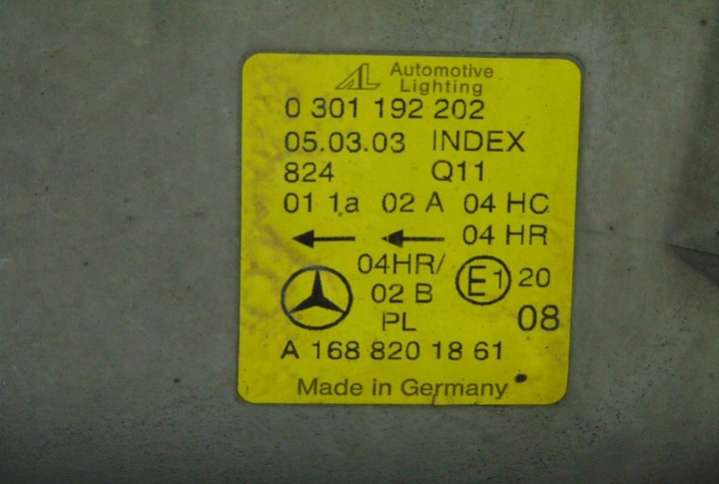 AL Automotive
Lighting
0 301 192 202
05.03.03 INDEX
824 Q11
01 1a 02 A 04 HC
04 HR
04HR/
02 B
PL
E1 20
08
A 168 820 18 61
Made in Germany